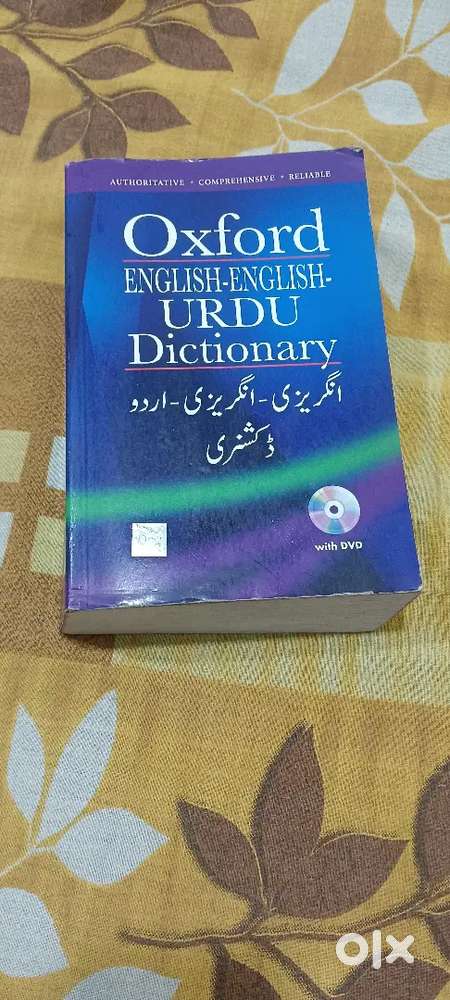 AUTHORITATIVE • COMPREHENSIVE • RELIABLE
Oxford
ENGLISH-ENGLISH-
URDU
Dictionary
انگریزی - انگریزی - اردو
ڈکشنری
with DVD
olx